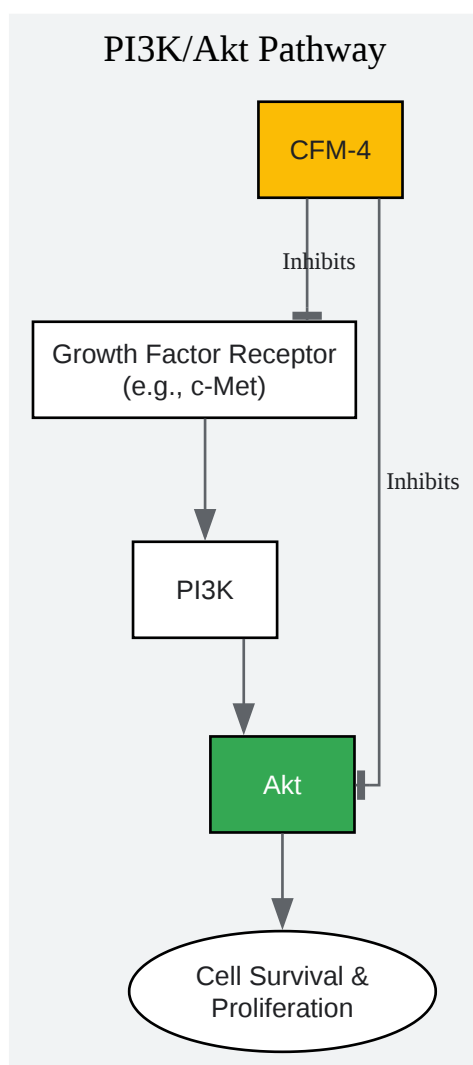 PI3K/Akt Pathway
CFM-4
Inhibits
Growth Factor Receptor
(e.g., c-Met)
Inhibits
PI3K
Akt
Cell Survival &
Proliferation